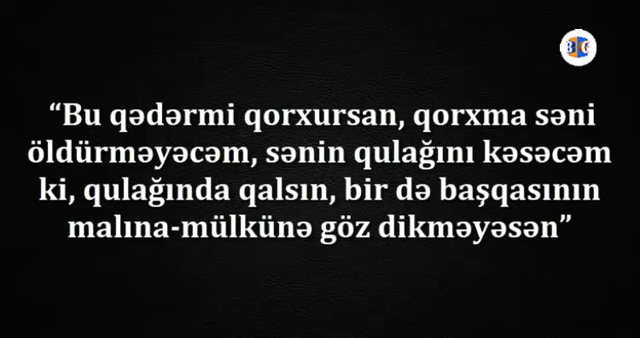 “Bu qədərmi qorxursan, qorxma səni
öldürməyəcəm, sənin qulağını kəsəcəm
ki, qulağında qalsın, bir də başqasının
malına-mülkünə göz dikməyəsən”